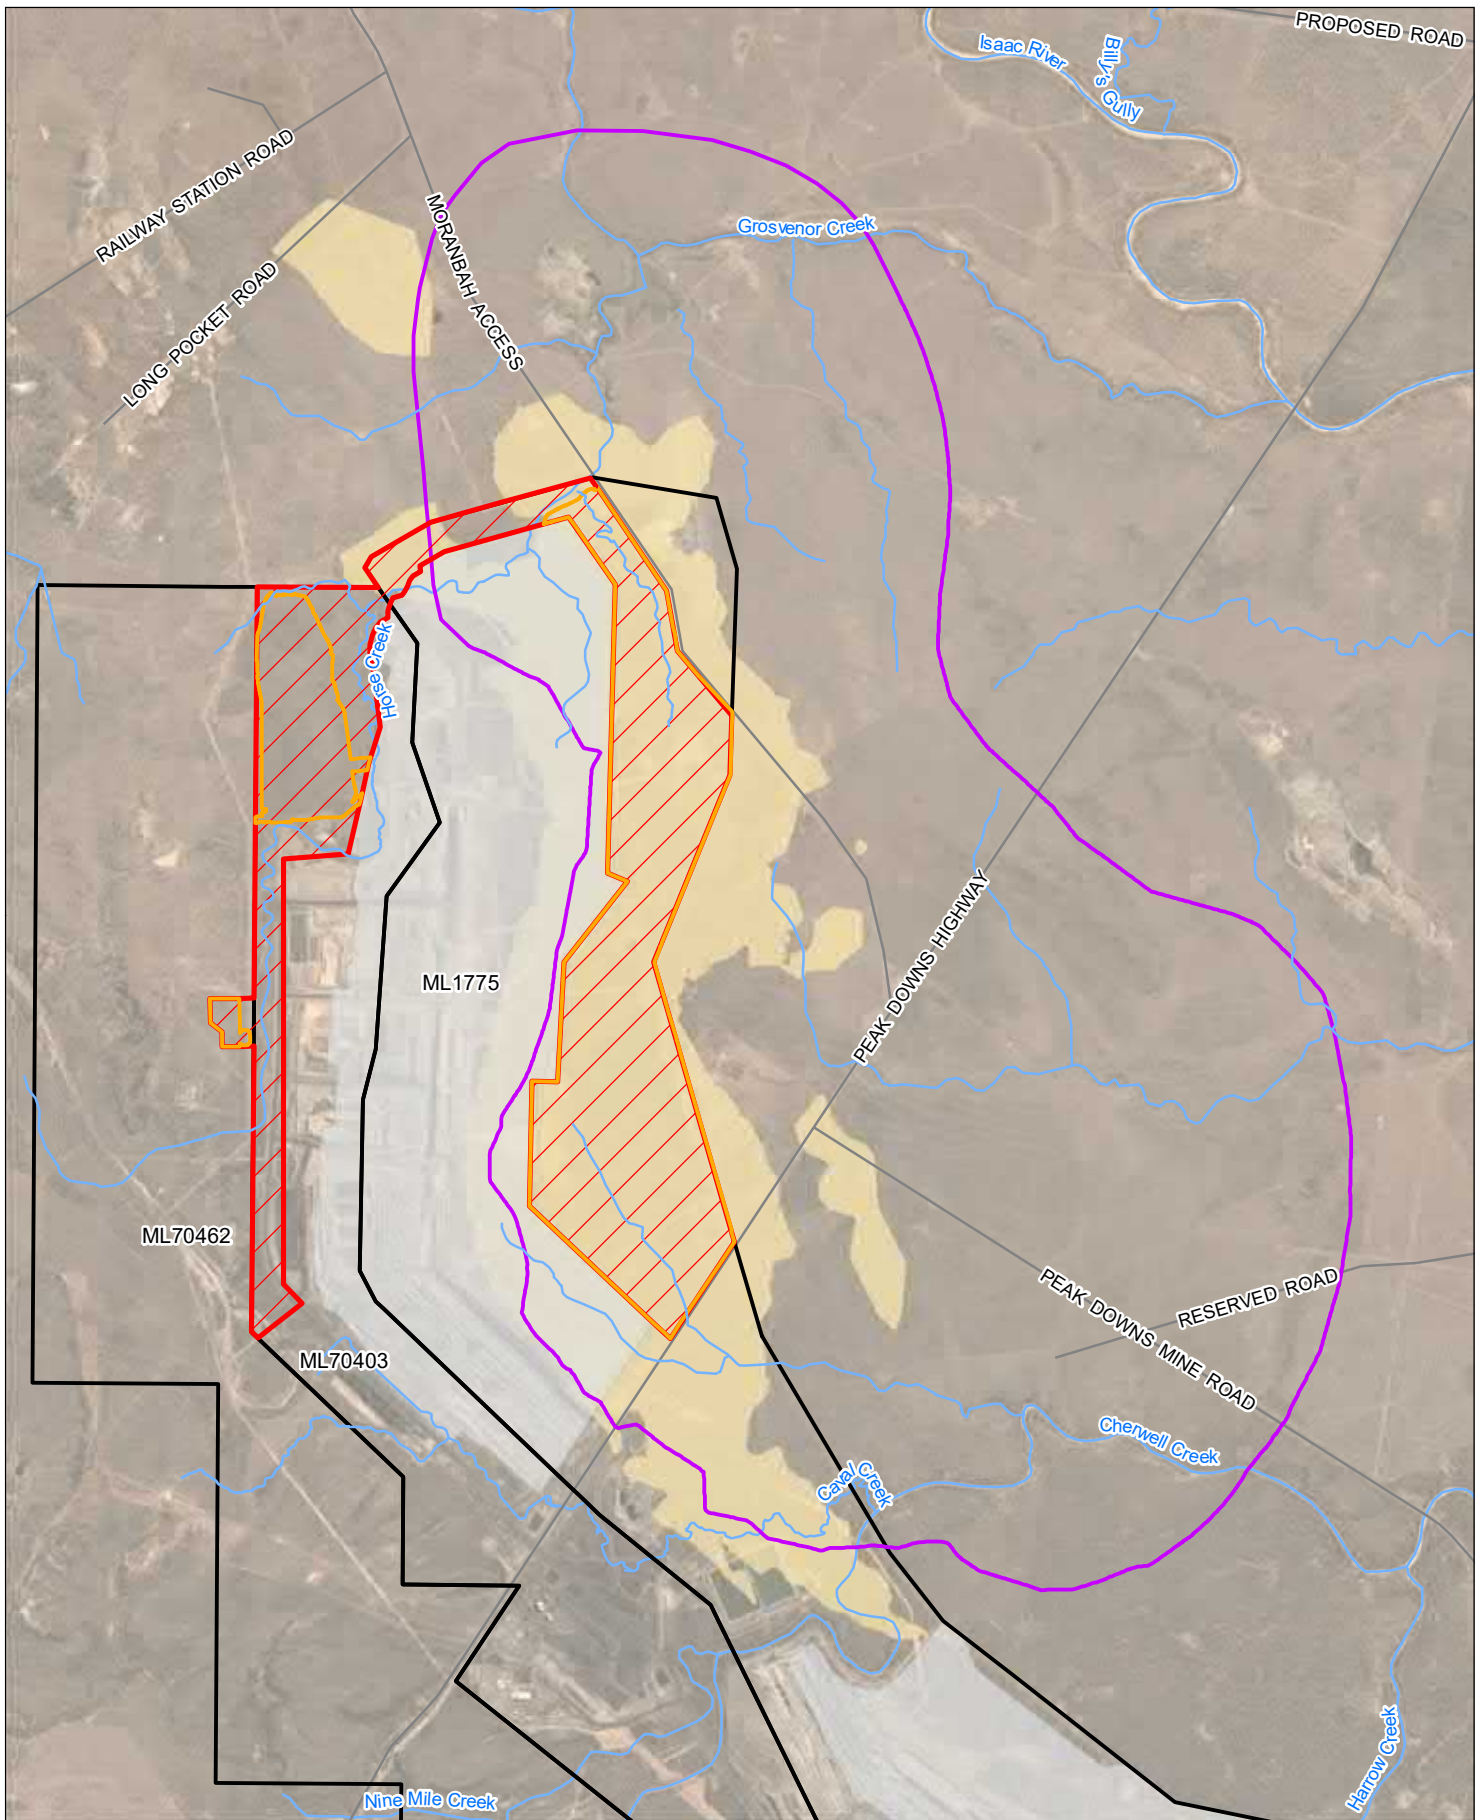 PROPOSED ROAD
Isaac River
Billy's Gully
RAILWAY STATION ROAD
MORANBAH ACCESS
Grosvenor Creek
LONG POCKET ROAD
Horse Creek
PEAK DOWNS HIGHWAY
ML1775
ML70462
PEAK DOWNS MINE ROAD
RESERVED ROAD
ML70403
Cherwell Creek
Caval Creek
Harrow Creek
Nine Mile Creek